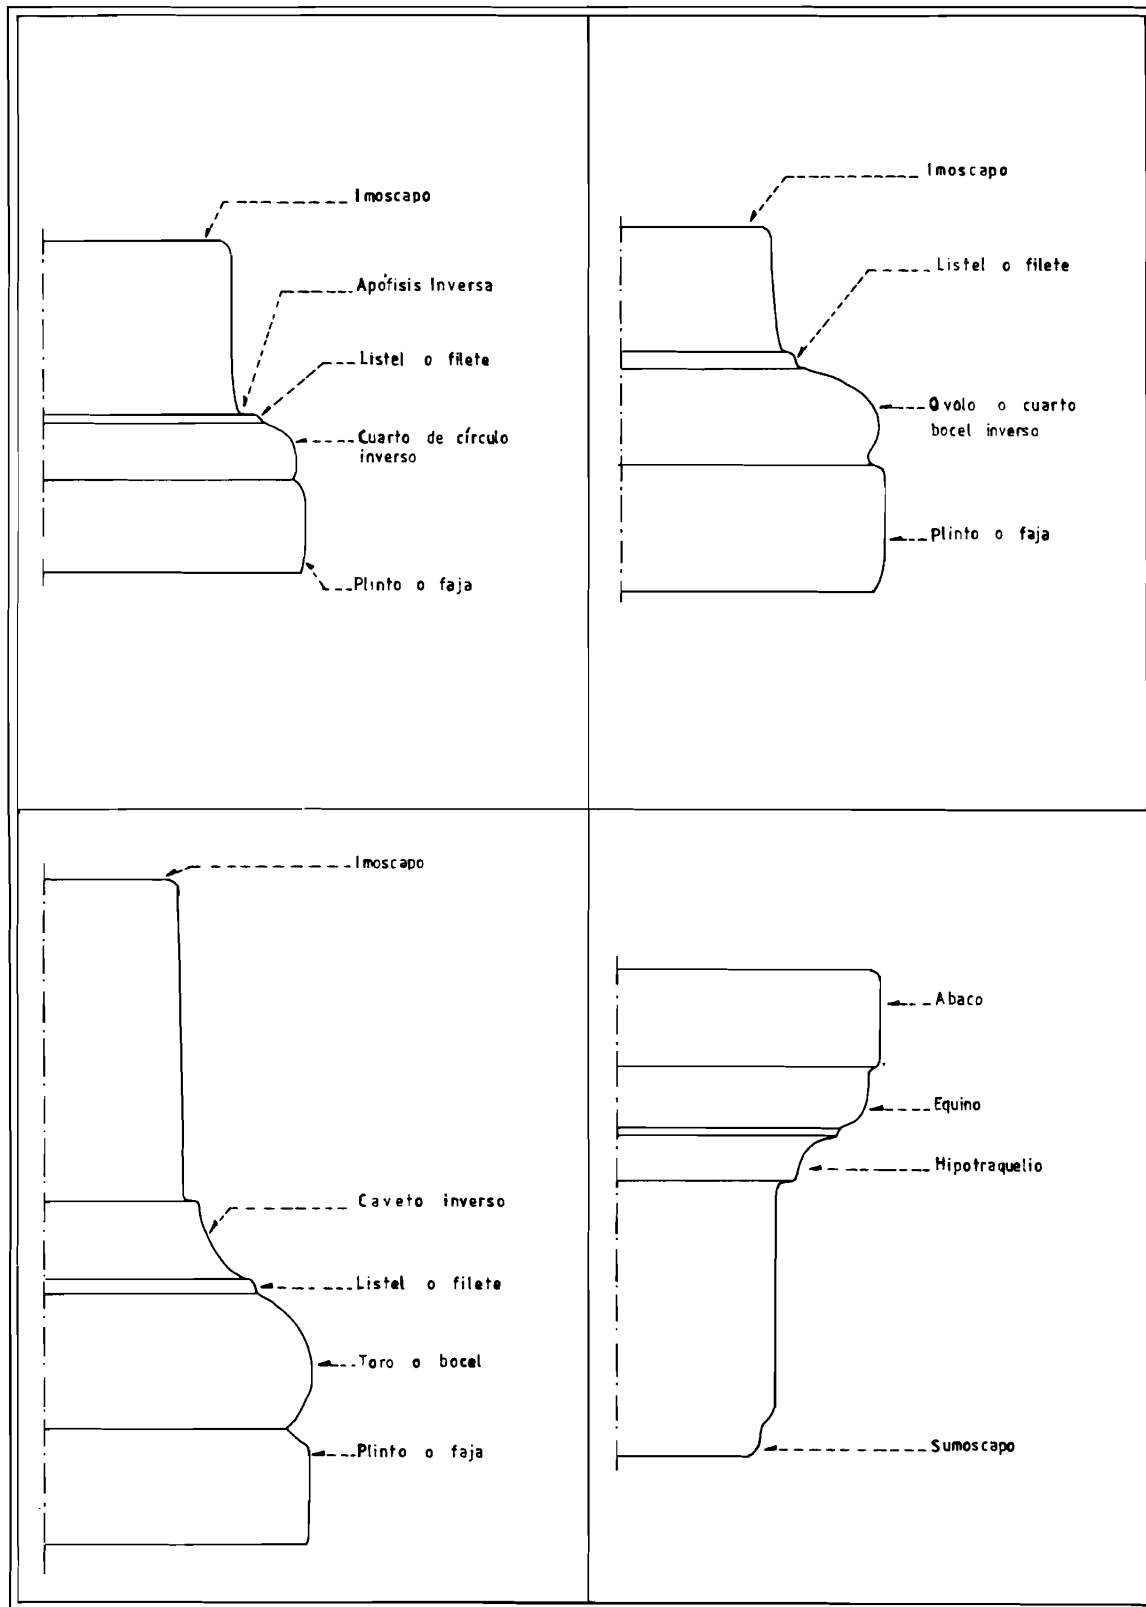 Imoscapo
Apófisis Inversa
Listel o filete
Cuarto de círculo
inverso
Plinto o faja
Imoscapo
Listel o filete
Ovolo o cuarto
bocel inverso
Plinto o faja
Imoscapo
Caveto inverso
Listel o filete
Toro o bocel
Plinto o faja
Abaco
Equino
Hipotraquelio
Sumoscapo